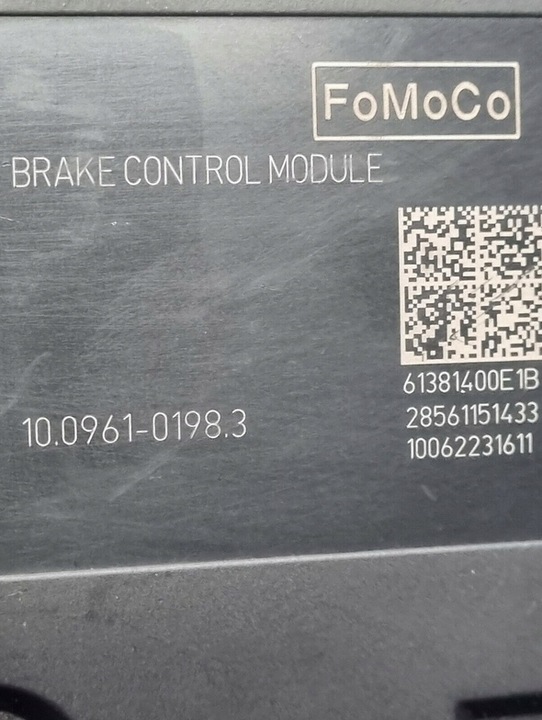 FoMoCo
BRAKE CONTROL MODULE
61381400E1B
28561151433
10062231611
10.0961-0198.3